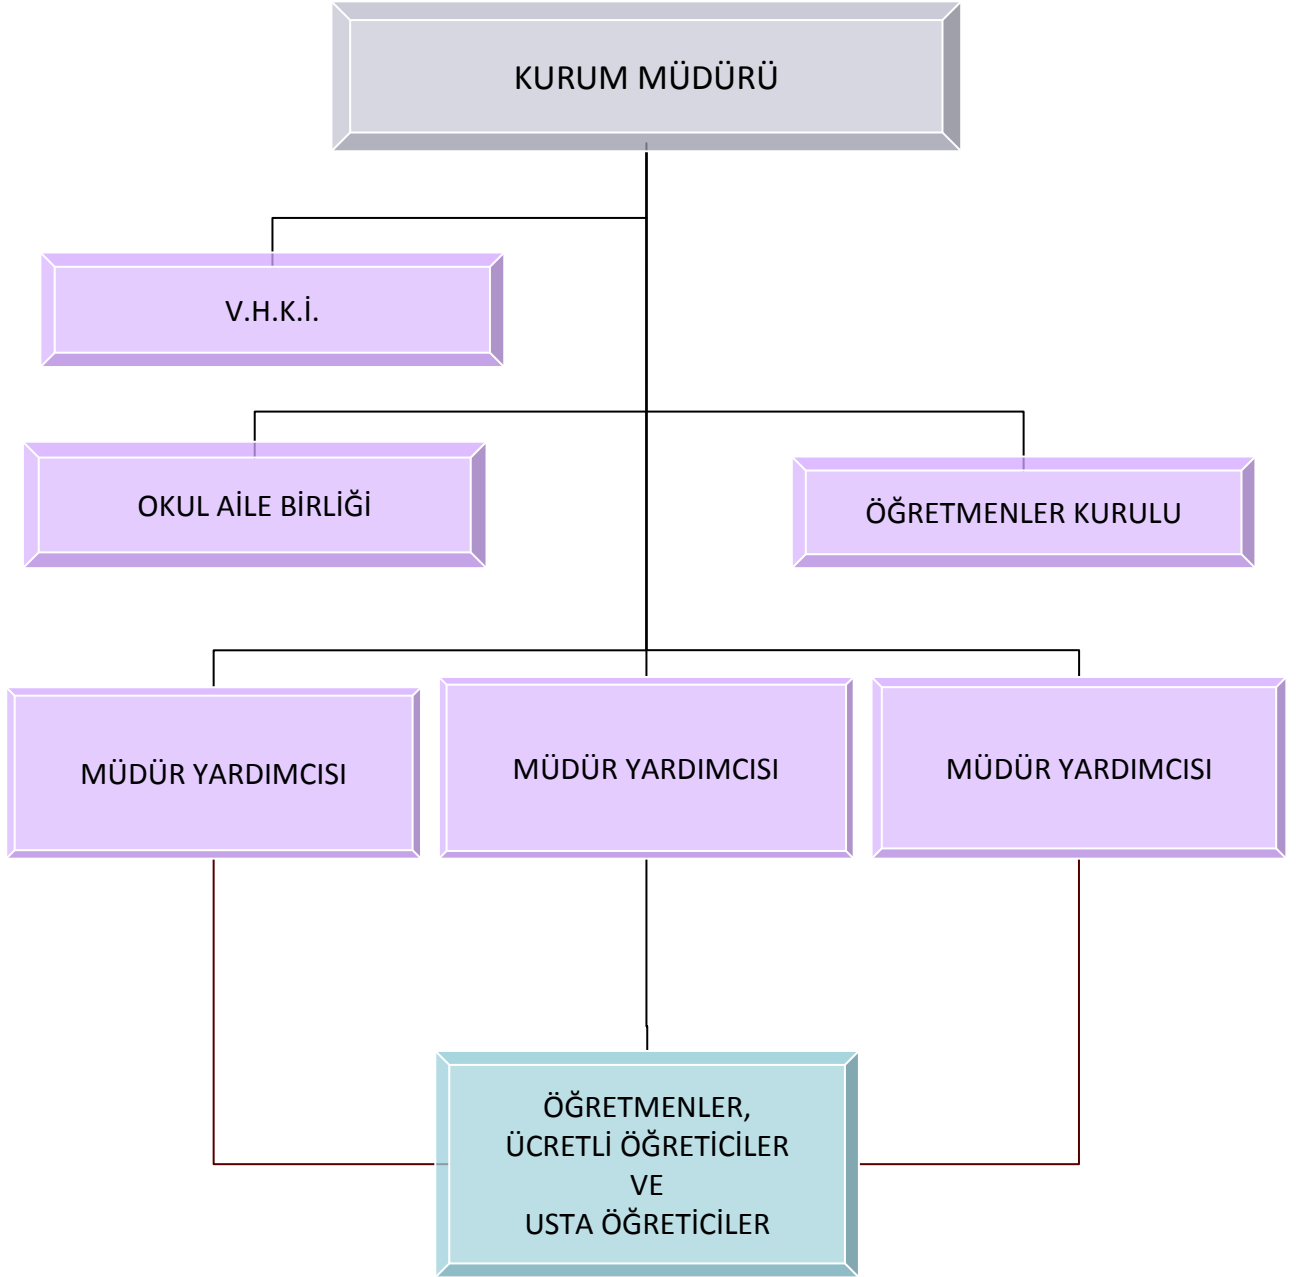 KURUM MÜDÜRÜ
V.H.K.İ.
OKUL AİLE BİRLİĞİ
ÖĞRETMENLER KURULU
MÜDÜR YARDIMCISI
MÜDÜR YARDIMCISI
MÜDÜR YARDIMCISI
ÖĞRETMENLER,
ÜCRETLİ ÖĞRETİCİLER
VE
USTA ÖĞRETİCİLER